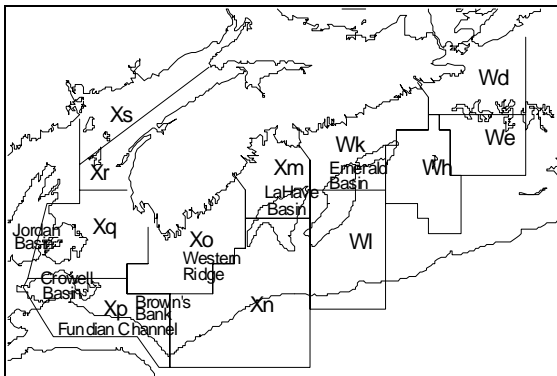 Wd
Xs
We
Wk
Xm
Wh
Xr
Emerald
Basin
LaHave
Basin
Xq
Jordan
Basin
Xo
Wl
Western
Ridge
Crowell
Basin
Xp
Brown's
Bank
Xn
Fundian Channel